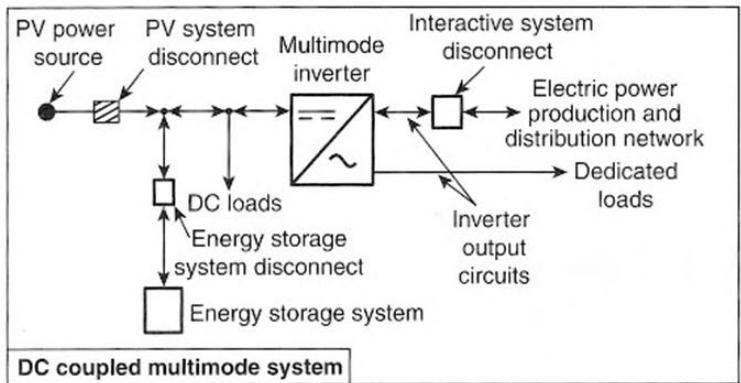 PV power
source
PV system
disconnect
Multimode
inverter
Interactive system
disconnect
Electric power
production and
distribution network
Dedicated
loads
DC loads
Inverter
output
circuits
Energy storage
system disconnect
Energy storage system
DC coupled multimode system